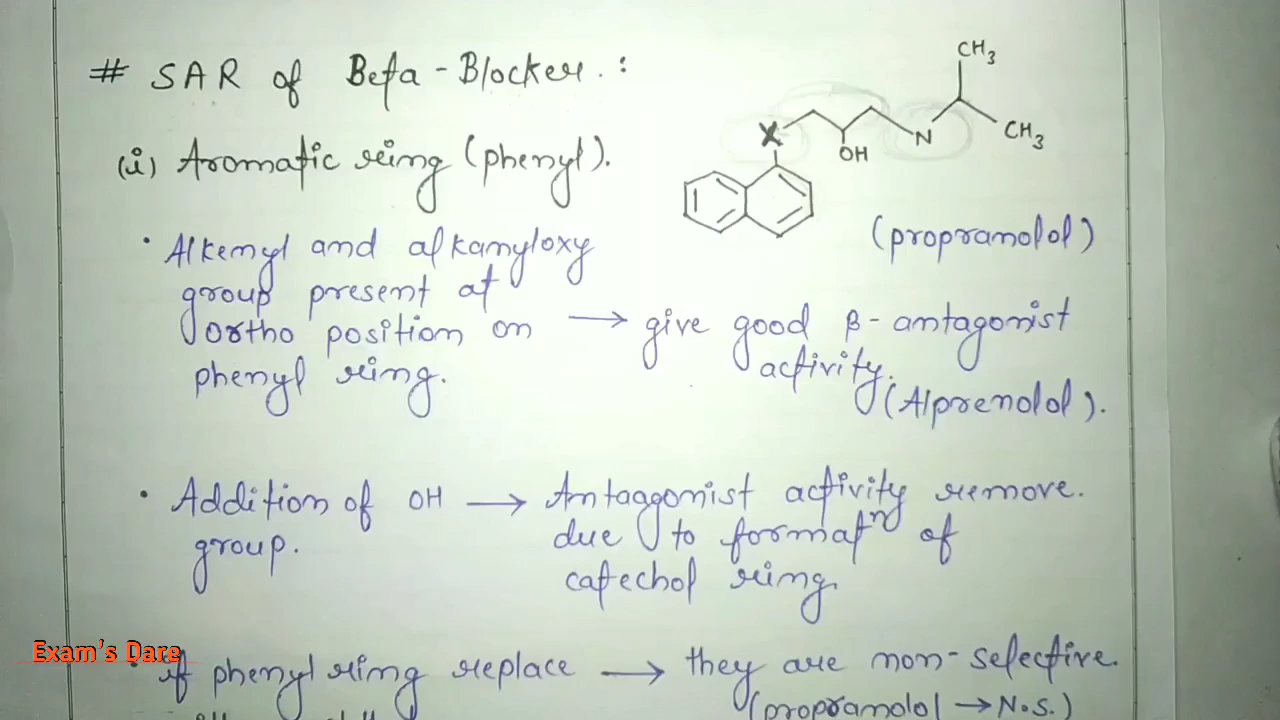 # SAR of Beta-Blocker. :
CH3
X
N
CH3
OH
(i) Aromatic ring (phenyl).
(propranolol)
• Alkenyl and alkanyloxy
group present at
ortho position on → give good β-antagonist
phenyl ring.
activity.
(Alprenolol).
• Addition of OH → Antaagonist activity remove.
group.
due to formatⁿ of
catechol ring.
Exam's Dare
• if phenyl ring replace → they are non-selective.
(propranolol → N.S.)